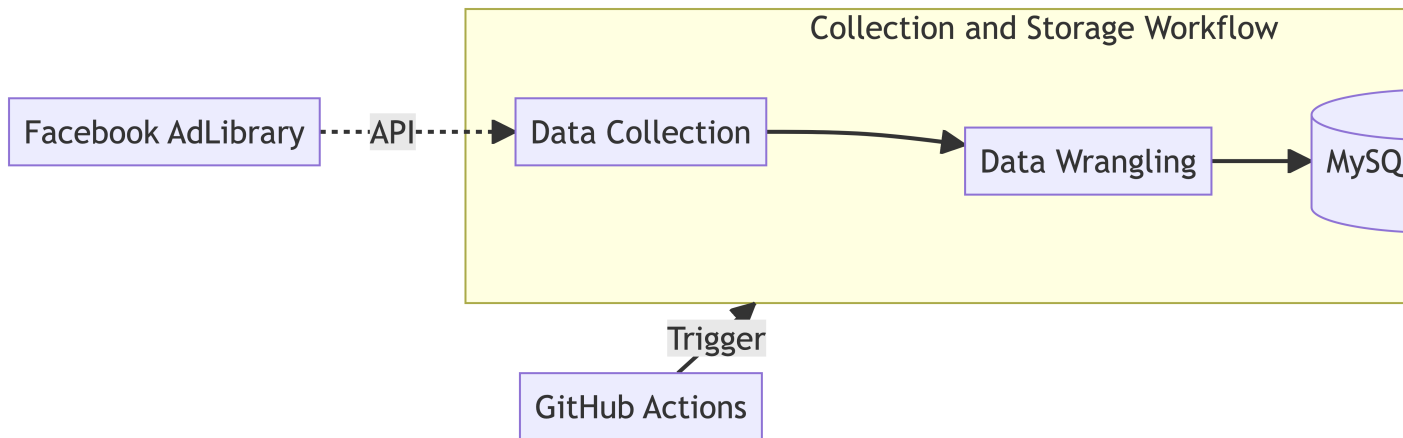 Collection and Storage Workflow
Facebook AdLibrary
API
Data Collection
Data Wrangling
Trigger
GitHub Actions